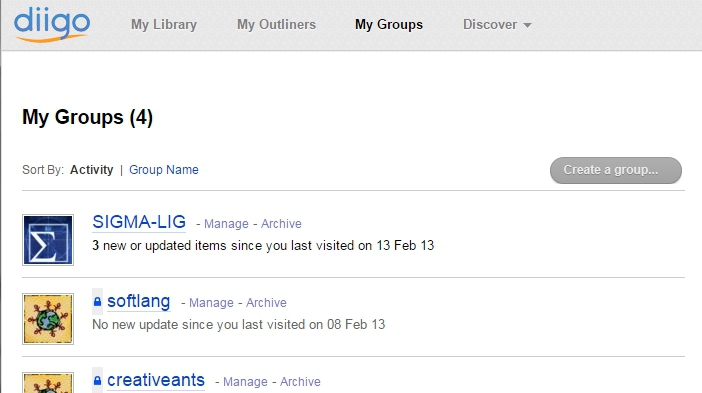 diigo My Library My Outliners My Groups Discover
My Groups (4)
Sort By: Activity | Group Name Create a group...
SIGMA-LIG - Manage - Archive
3 new or updated items since you last visited on 13 Feb 13
softlang - Manage - Archive
No new update since you last visited on 08 Feb 13
creativeants - Manage - Archive